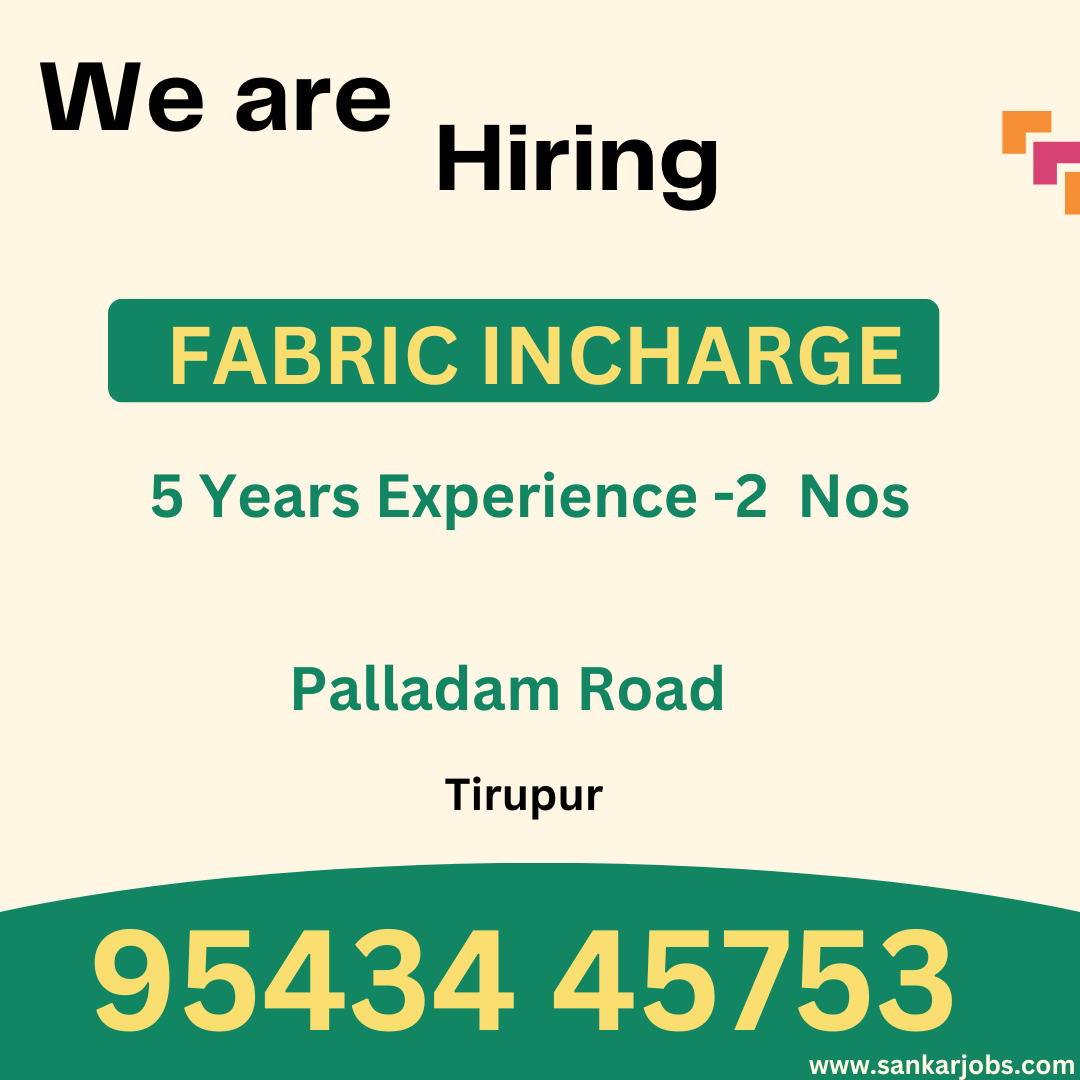 We are
Hiring
FABRIC INCHARGE
5 Years Experience -2  Nos
Palladam Road
Tirupur
95434 45753
www.sankarjobs.com